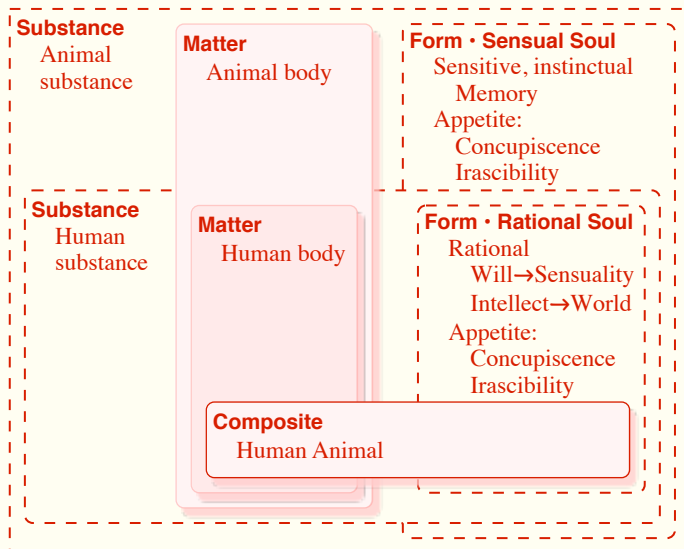 Substance
Animal
substance
Matter
Animal body
Form • Sensual Soul
Sensitive, instinctual
Memory
Appetite:
Concupiscence
Irascibility
Substance
Human
substance
Matter
Human body
Form • Rational Soul
Rational
Will→Sensuality
Intellect→World
Appetite:
Concupiscence
Irascibility
Composite
Human Animal